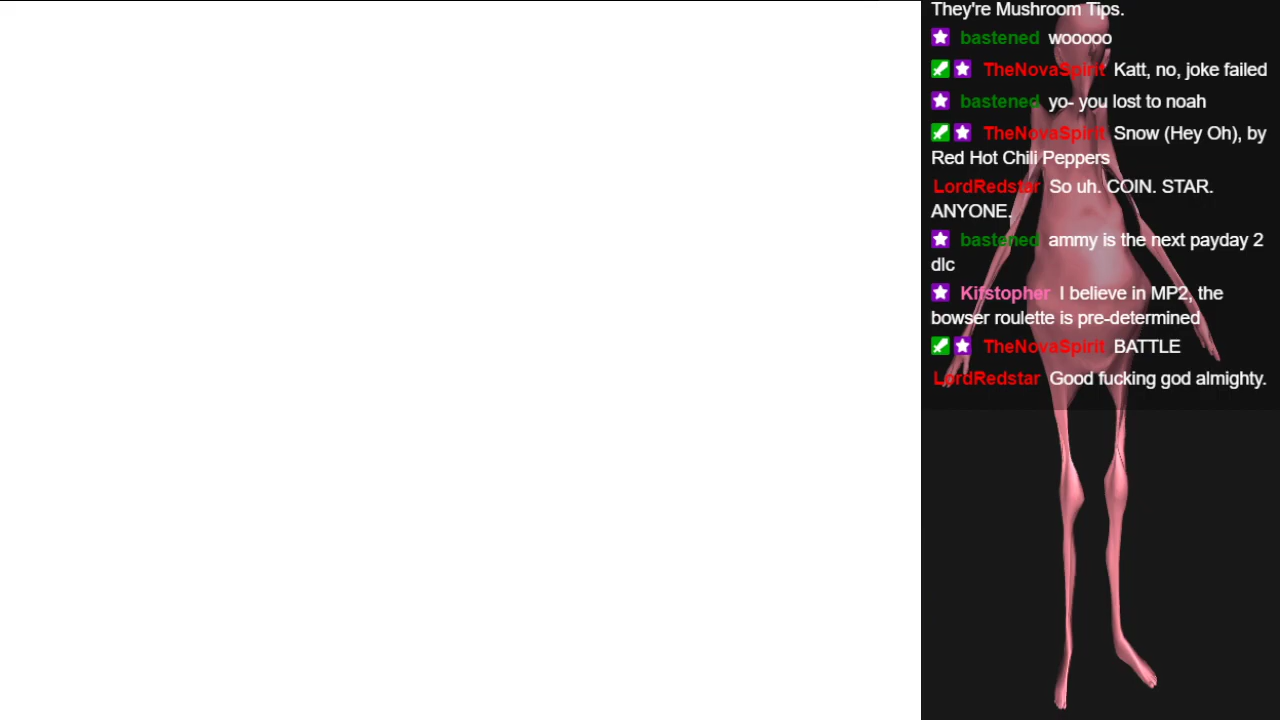 They're Mushroom Tips.
bastened wooooo
TheNovaSpirit Katt, no, joke failed
bastened yo- you lost to noah
TheNovaSpirit Snow (Hey Oh), by
Red Hot Chili Peppers
LordRedstar So uh. COIN. STAR.
ANYONE.
bastened ammy is the next payday 2
dlc
Kifstopher I believe in MP2, the
bowser roulette is pre-determined
TheNovaSpirit BATTLE
LordRedstar Good fucking god almighty.